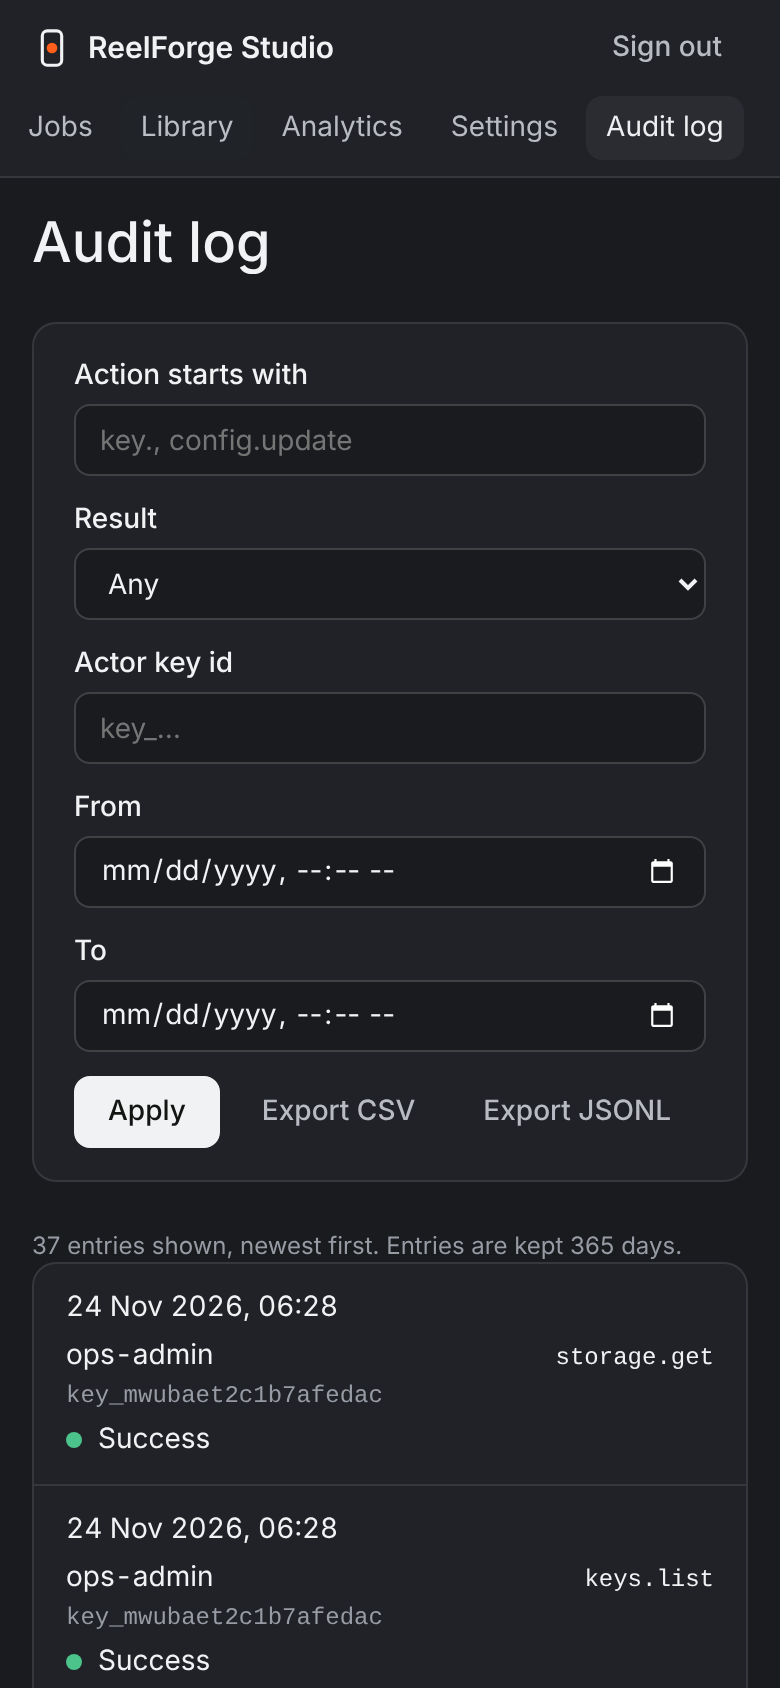 ReelForge Studio
Sign out
Jobs Library Analytics Settings Audit log
Audit log
Action starts with
key., config.update
Result
Any
Actor key id
key_...
From
mm/dd/yyyy, --:-- --
To
mm/dd/yyyy, --:-- --
Apply Export CSV Export JSONL
37 entries shown, newest first. Entries are kept 365 days.
24 Nov 2026, 06:28
ops-admin storage.get
key_mwubaet2c1b7afedac
Success
24 Nov 2026, 06:28
ops-admin keys.list
key_mwubaet2c1b7afedac
Success